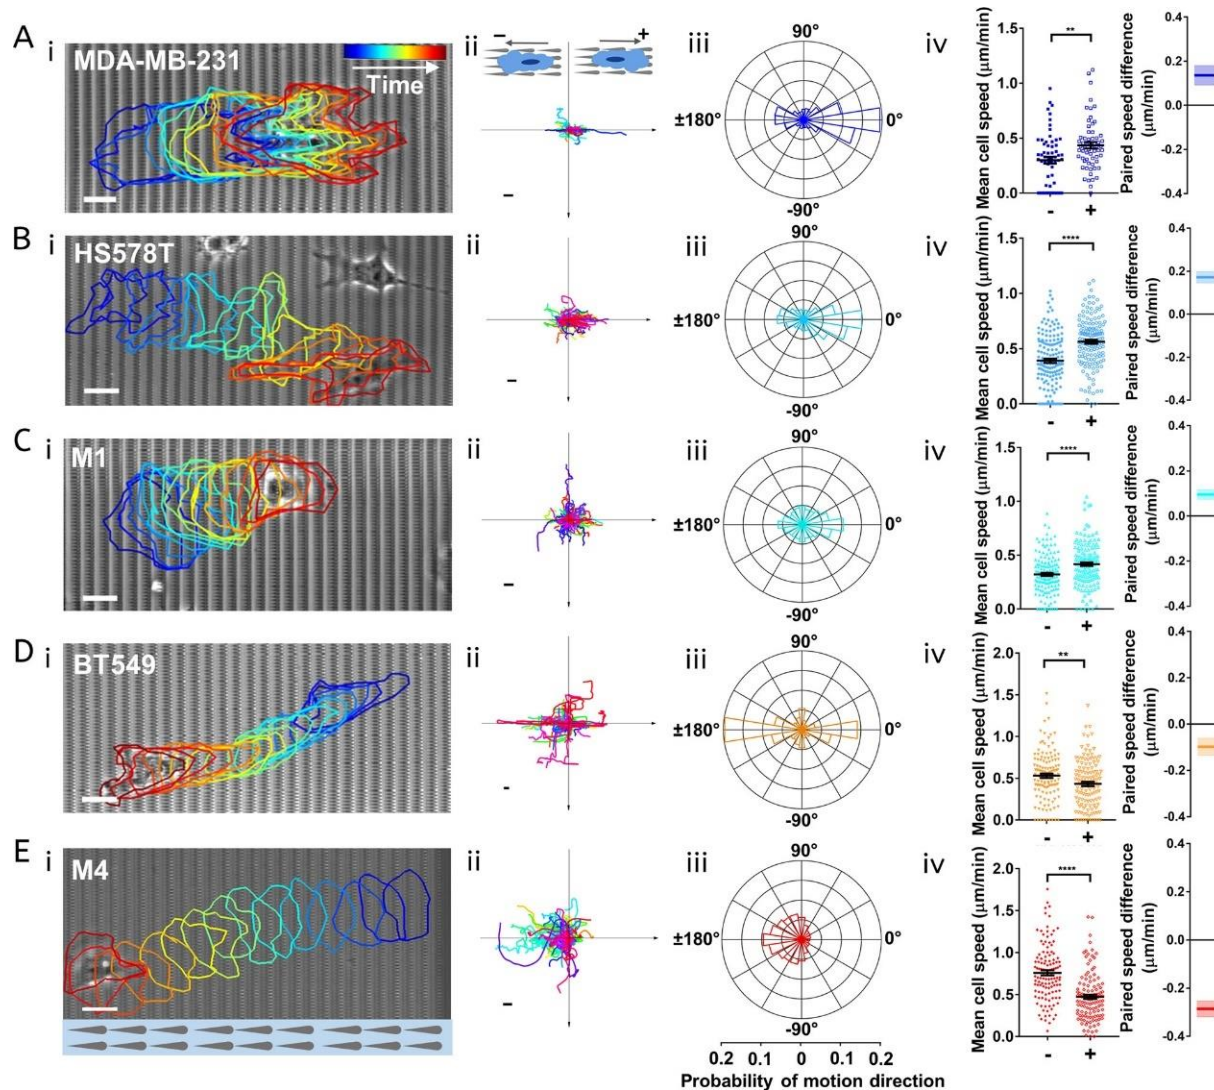 A i MDA-MB-231 Time
ii - +
-
iii 90° ±180° 0° -90°
iv Mean cell speed (μm/min) 1.5 1.0 0.5 0.0 ** - +
Paired speed difference (μm/min) 0.4 0.2 0.0 -0.2 -0.4
B i HS578T
ii -
iii 90° ±180° 0° -90°
iv Mean cell speed (μm/min) 1.5 1.0 0.5 0.0 **** - +
Paired speed difference (μm/min) 0.4 0.2 0.0 -0.2 -0.4
C i M1
ii -
iii 90° ±180° 0° -90°
iv Mean cell speed (μm/min) 1.5 1.0 0.5 0.0 **** - +
Paired speed difference (μm/min) 0.4 0.2 0.0 -0.2 -0.4
D i BT549
ii -
iii 90° ±180° 0° -90°
iv Mean cell speed (μm/min) 2.0 1.5 1.0 0.5 0.0 ** - +
Paired speed difference (μm/min) 0.4 0.2 0.0 -0.2 -0.4
E i M4
ii -
iii 90° ±180° 0° -90°
iv Mean cell speed (μm/min) 2.0 1.5 1.0 0.5 0.0 **** - +
Paired speed difference (μm/min) 0.4 0.2 0.0 -0.2 -0.4
0.2 0.1 0 0.1 0.2
Probability of motion direction